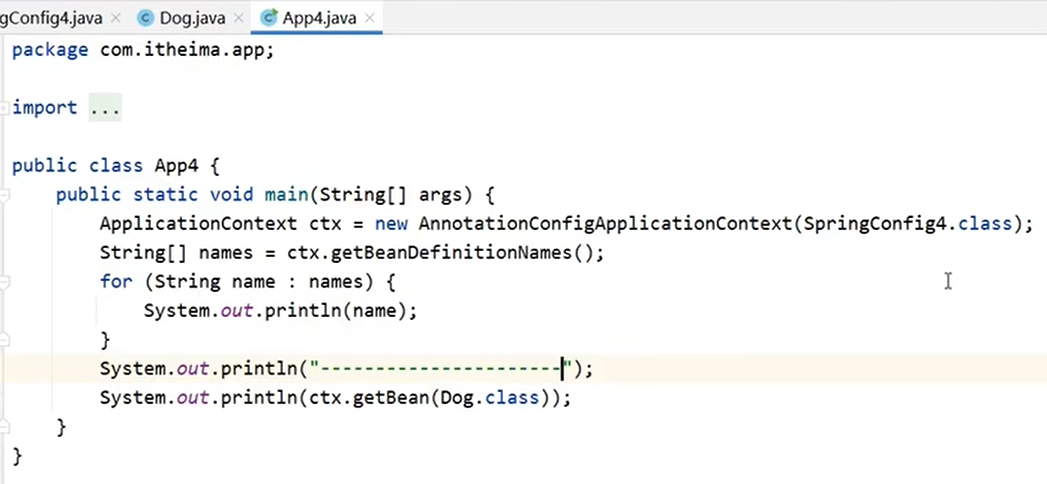 gConfig4.java × Dog.java × App4.java ×
package com.itheima.app;
import ...
public class App4 {
    public static void main(String[] args) {
        ApplicationContext ctx = new AnnotationConfigApplicationContext(SpringConfig4.class);
        String[] names = ctx.getBeanDefinitionNames();
        for (String name : names) {
            System.out.println(name);
        }
        System.out.println("----------------------");
        System.out.println(ctx.getBean(Dog.class));
    }
}